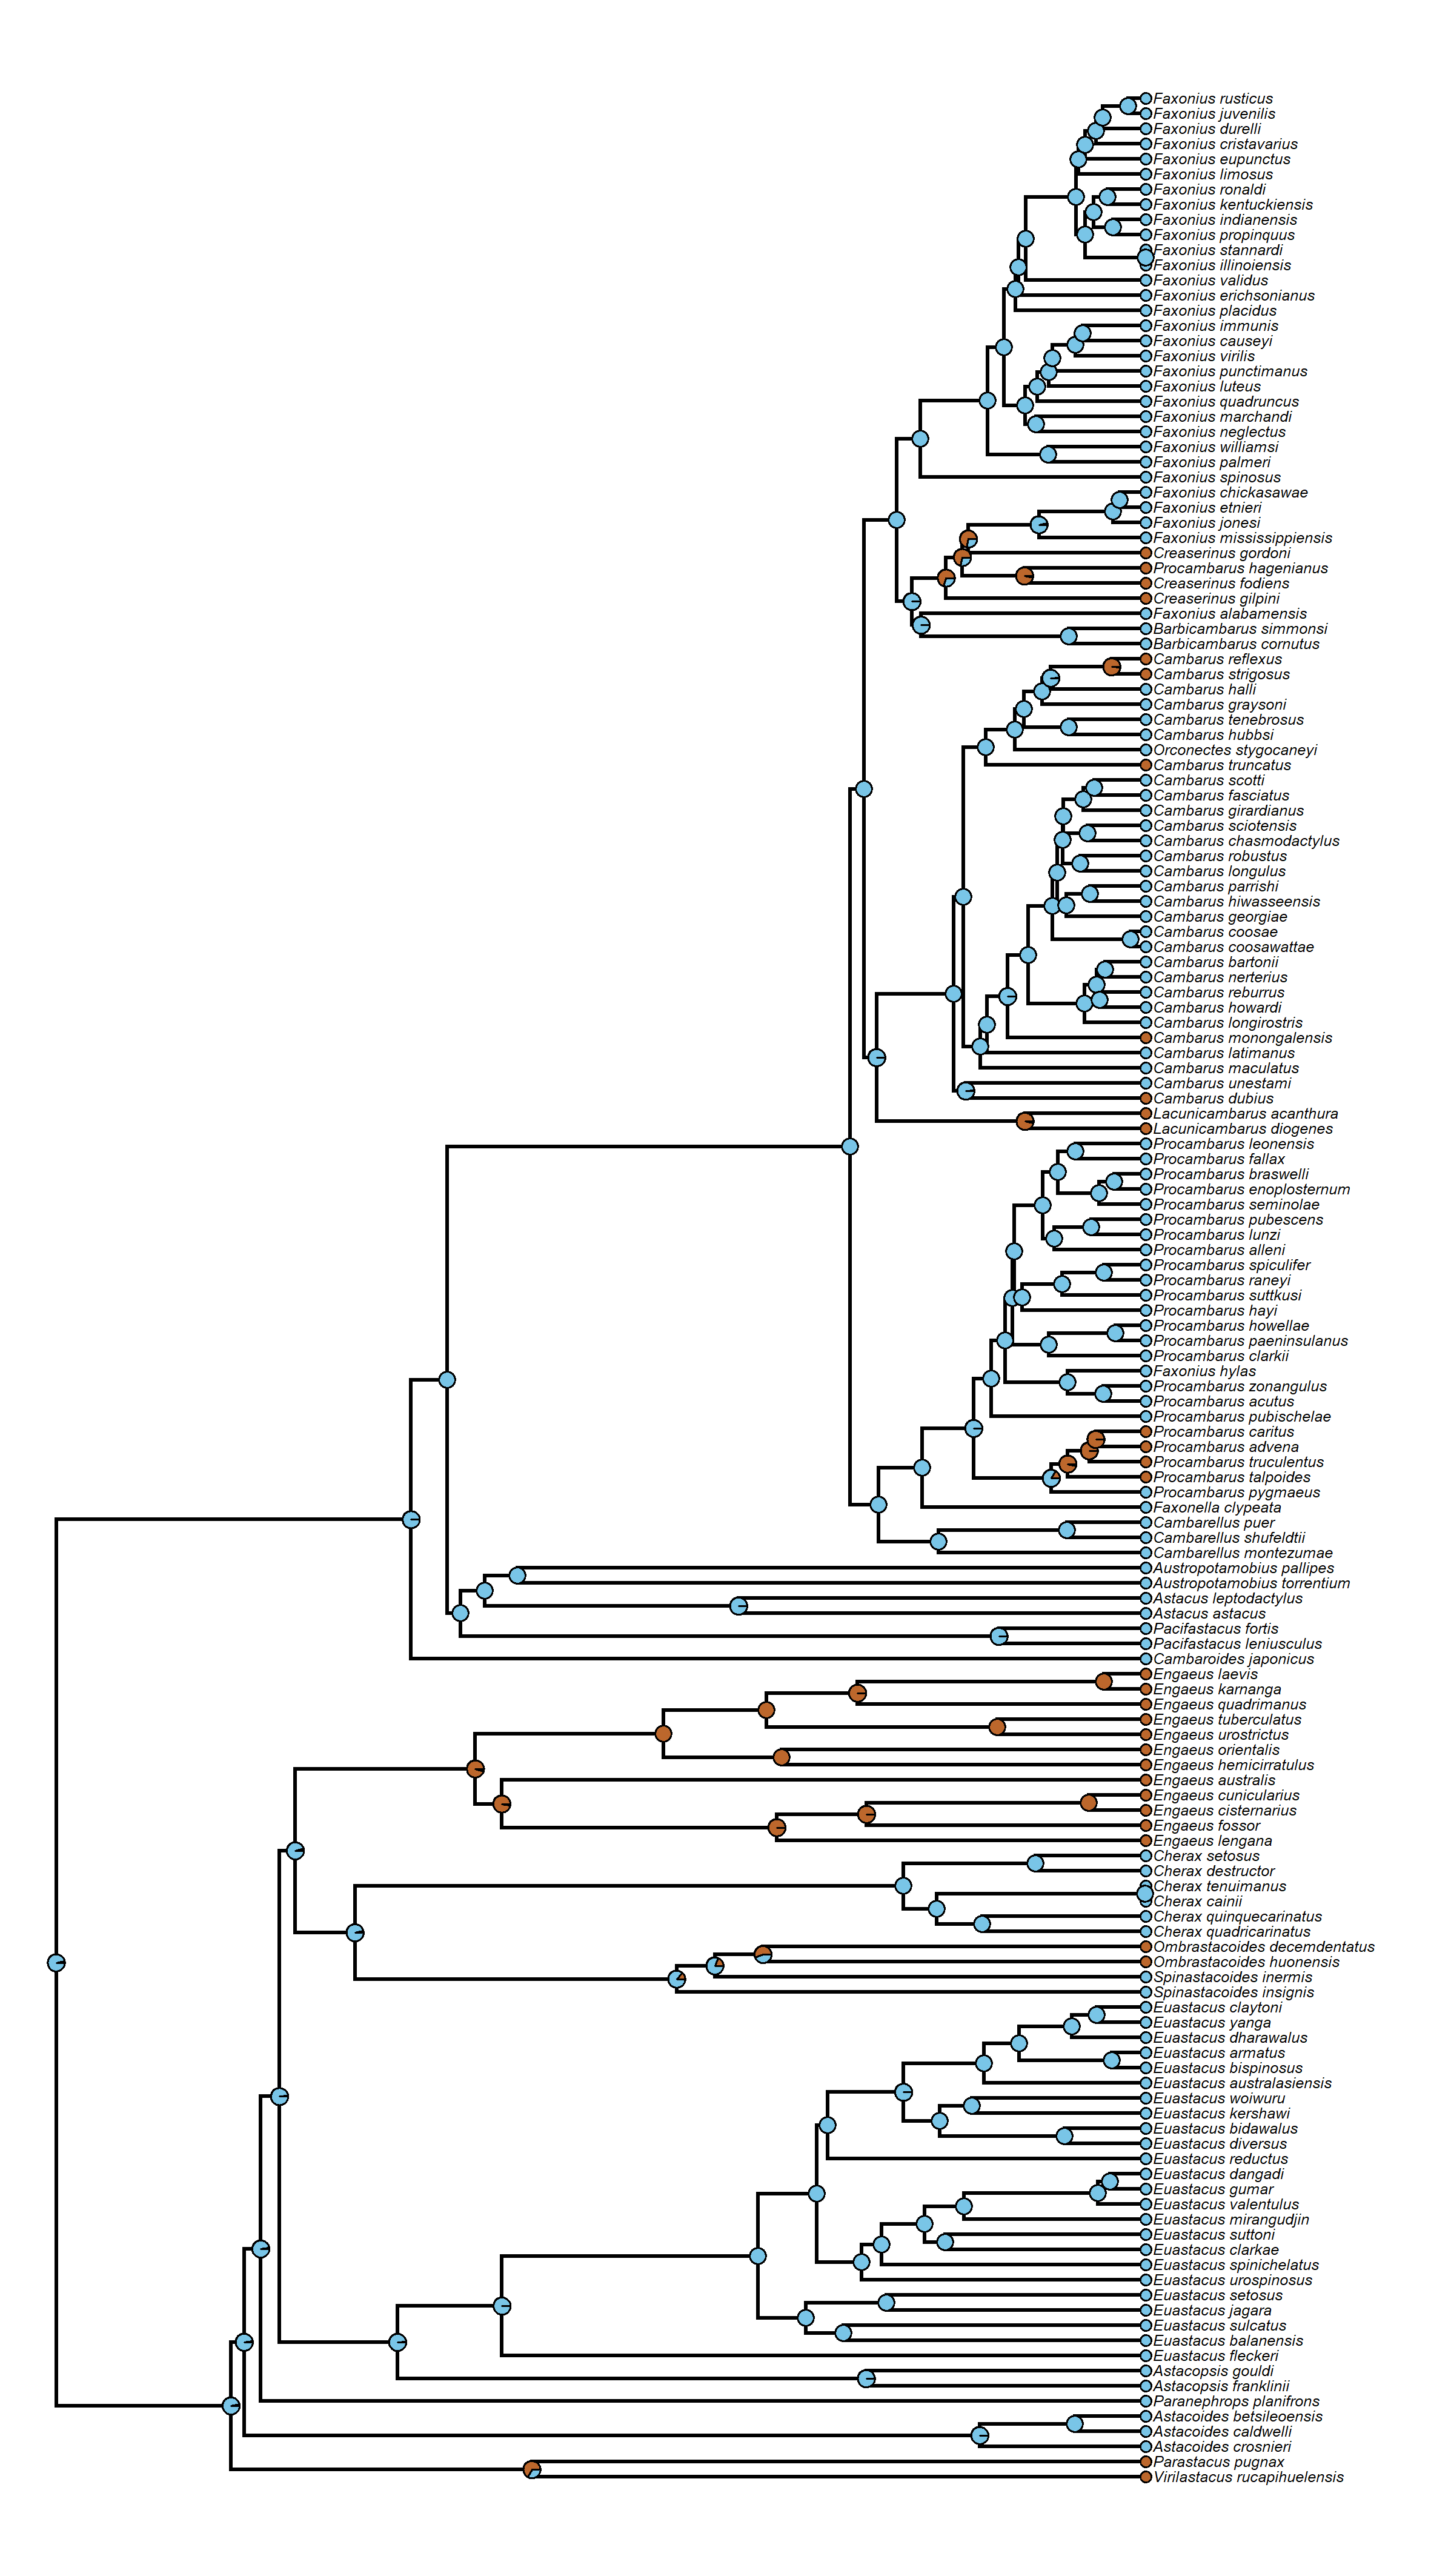 Faxonius rusticus
Faxonius juvenilis
Faxonius durelli
Faxonius cristavarius
Faxonius eupunctus
Faxonius limosus
Faxonius ronaldi
Faxonius kentuckiensis
Faxonius indianensis
Faxonius propinquus
Faxonius stannardi
Faxonius illinoiensis
Faxonius validus
Faxonius erichsonianus
Faxonius placidus
Faxonius immunis
Faxonius causeyi
Faxonius virilis
Faxonius punctimanus
Faxonius luteus
Faxonius quadruncus
Faxonius marchandi
Faxonius neglectus
Faxonius williamsi
Faxonius palmeri
Faxonius spinosus
Faxonius chickasawae
Faxonius etnieri
Faxonius jonesi
Faxonius mississippiensis
Creaserinus gordoni
Procambarus hagenianus
Creaserinus fodiens
Creaserinus gilpini
Faxonius alabamensis
Barbicambarus simmonsi
Barbicambarus cornutus
Cambarus reflexus
Cambarus strigosus
Cambarus halli
Cambarus graysoni
Cambarus tenebrosus
Cambarus hubbsi
Orconectes stygocaneyi
Cambarus truncatus
Cambarus scotti
Cambarus fasciatus
Cambarus girardianus
Cambarus sciotensis
Cambarus chasmodactylus
Cambarus robustus
Cambarus longulus
Cambarus parrishi
Cambarus hiwasseensis
Cambarus georgiae
Cambarus coosae
Cambarus coosawattae
Cambarus bartonii
Cambarus nerterius
Cambarus reburrus
Cambarus howardi
Cambarus longirostris
Cambarus monongalensis
Cambarus latimanus
Cambarus maculatus
Cambarus unestami
Cambarus dubius
Lacunicambarus acanthura
Lacunicambarus diogenes
Procambarus leonensis
Procambarus fallax
Procambarus braswelli
Procambarus enoplosternum
Procambarus seminolae
Procambarus pubescens
Procambarus lunzi
Procambarus alleni
Procambarus spiculifer
Procambarus raneyi
Procambarus suttkusi
Procambarus hayi
Procambarus howellae
Procambarus paeninsulanus
Procambarus clarkii
Faxonius hylas
Procambarus zonangulus
Procambarus acutus
Procambarus pubischelae
Procambarus caritus
Procambarus advena
Procambarus truculentus
Procambarus talpoides
Procambarus pygmaeus
Faxonella clypeata
Cambarellus puer
Cambarellus shufeldtii
Cambarellus montezumae
Austropotamobius pallipes
Austropotamobius torrentium
Astacus leptodactylus
Astacus astacus
Pacifastacus fortis
Pacifastacus leniusculus
Cambaroides japonicus
Engaeus laevis
Engaeus karnanga
Engaeus quadrimanus
Engaeus tuberculatus
Engaeus urostrictus
Engaeus orientalis
Engaeus hemicirratulus
Engaeus australis
Engaeus cunicularius
Engaeus cisternarius
Engaeus fossor
Engaeus lengana
Cherax setosus
Cherax destructor
Cherax tenuimanus
Cherax cainii
Cherax quinquecarinatus
Cherax quadricarinatus
Ombrastacoides decemdentatus
Ombrastacoides huonensis
Spinastacoides inermis
Spinastacoides insignis
Euastacus claytoni
Euastacus yanga
Euastacus dharawalus
Euastacus armatus
Euastacus bispinosus
Euastacus australasiensis
Euastacus woiwuru
Euastacus kershawi
Euastacus bidawalus
Euastacus diversus
Euastacus reductus
Euastacus dangadi
Euastacus gumar
Euastacus valentulus
Euastacus mirangudjin
Euastacus suttoni
Euastacus clarkae
Euastacus spinichelatus
Euastacus urospinosus
Euastacus setosus
Euastacus jagara
Euastacus sulcatus
Euastacus balanensis
Euastacus fleckeri
Astacopsis gouldi
Astacopsis franklinii
Paranephrops planifrons
Astacoides betsileoensis
Astacoides caldwelli
Astacoides crosnieri
Parastacus pugnax
Virilastacus rucapihuelensis